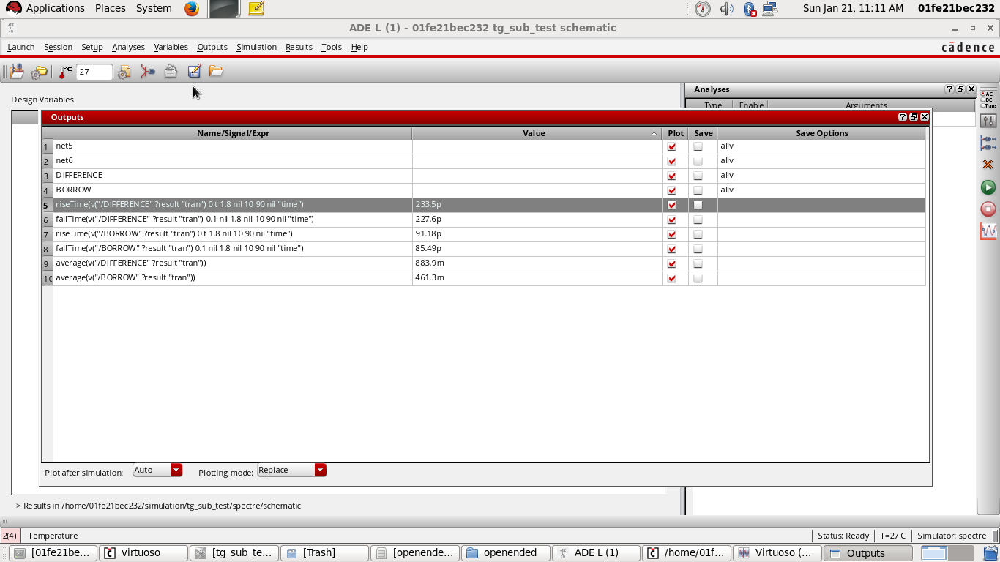 Applications Places System Sun Jan 21, 11:11 AM 01fe21bec232
ADE L (1) - 01fe21bec232 tg_sub_test schematic
Launch Session Setup Analyses Variables Outputs Simulation Results Tools Help cādence
°C 27
Design Variables
Analyses
Type Enable Arguments
AC
DC
Trans
Outputs
Name/Signal/Expr Value Plot Save Save Options
1 net5 allv
2 net6 allv
3 DIFFERENCE allv
4 BORROW allv
5 riseTime(v("/DIFFERENCE" ?result "tran") 0 t 1.8 nil 10 90 nil "time") 233.5p
6 fallTime(v("/DIFFERENCE" ?result "tran") 0.1 nil 1.8 nil 10 90 nil "time") 227.6p
7 riseTime(v("/BORROW" ?result "tran") 0 t 1.8 nil 10 90 nil "time") 91.18p
8 fallTime(v("/BORROW" ?result "tran") 0.1 nil 1.8 nil 10 90 nil "time") 85.49p
9 average(v("/DIFFERENCE" ?result "tran")) 883.9m
10 average(v("/BORROW" ?result "tran")) 461.3m
Plot after simulation: Auto Plotting mode: Replace
> Results in /home/01fe21bec232/simulation/tg_sub_test/spectre/schematic
2(4) Temperature Status: Ready T=27 C Simulator: spectre
[01fe21be... virtuoso [tg_sub_te... [Trash] [openende... openended ADE L (1) /home/01f... Virtuoso (... Outputs